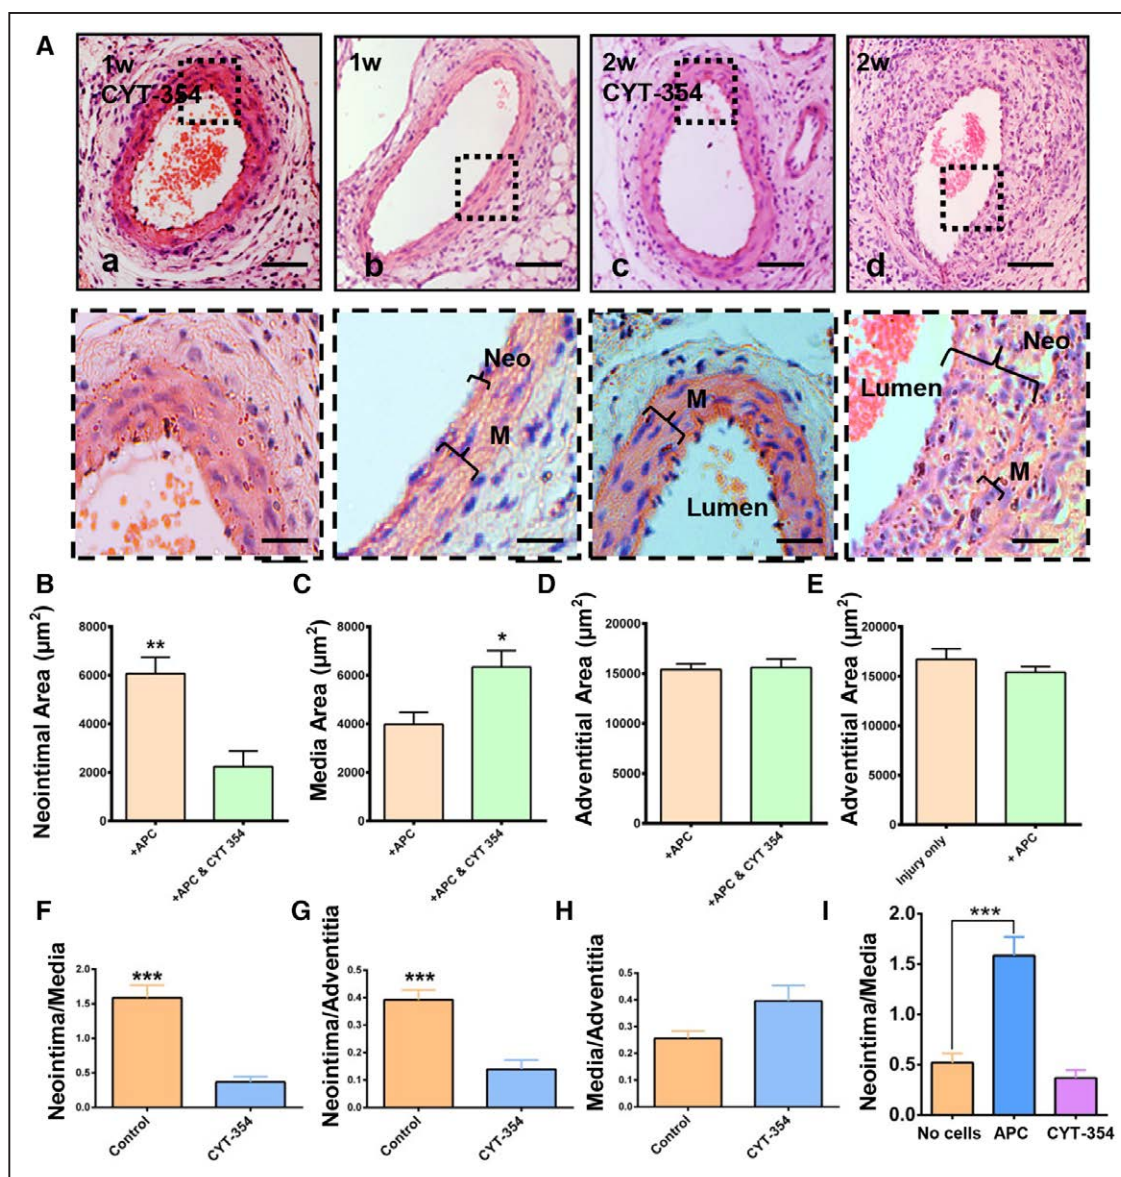 A
1w
CYT-354
a
1w
b
2w
CYT-354
c
2w
d
Neo
M
M
Lumen
Neo
Lumen
M
B
Neointimal Area (µm²)
8000
6000
4000
2000
0
**
+APC
+APC & CYT 354
C
Media Area (µm²)
8000
6000
4000
2000
0
*
+APC
+APC & CYT 354
D
Adventitial Area (µm²)
20000
15000
10000
5000
0
+APC
+APC & CYT 354
E
Adventitial Area (µm²)
20000
15000
10000
5000
0
Injury only
+ APC
F
Neointima/Media
2.0
1.5
1.0
0.5
0.0
***
Control
CYT-354
G
Neointima/Adventitia
0.5
0.4
0.3
0.2
0.1
0.0
***
Control
CYT-354
H
Media/Adventitia
0.5
0.4
0.3
0.2
0.1
0.0
Control
CYT-354
I
Neointima/Media
2.0
1.5
1.0
0.5
0.0
***
No cells
APC
CYT-354